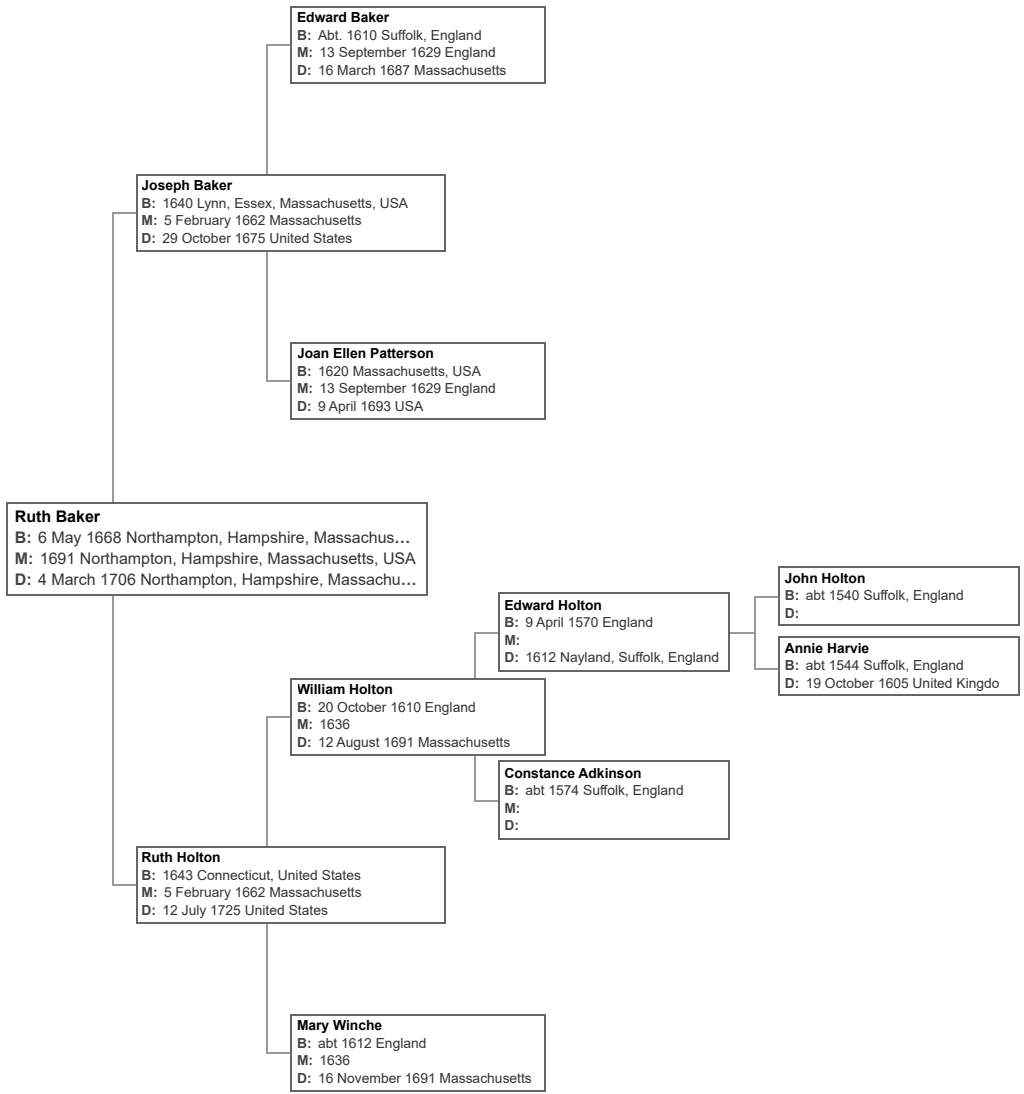 Edward Baker
B: Abt. 1610 Suffolk, England
M: 13 September 1629 England
D: 16 March 1687 Massachusetts
Joseph Baker
B: 1640 Lynn, Essex, Massachusetts, USA
M: 5 February 1662 Massachusetts
D: 29 October 1675 United States
Joan Ellen Patterson
B: 1620 Massachusetts, USA
M: 13 September 1629 England
D: 9 April 1693 USA
Ruth Baker
B: 6 May 1668 Northampton, Hampshire, Massachus...
M: 1691 Northampton, Hampshire, Massachusetts, USA
D: 4 March 1706 Northampton, Hampshire, Massachu...
John Holton
B: abt 1540 Suffolk, England
D:
Edward Holton
B: 9 April 1570 England
M:
D: 1612 Nayland, Suffolk, England
Annie Harvie
B: abt 1544 Suffolk, England
D: 19 October 1605 United Kingdo
William Holton
B: 20 October 1610 England
M: 1636
D: 12 August 1691 Massachusetts
Constance Adkinson
B: abt 1574 Suffolk, England
M:
D:
Ruth Holton
B: 1643 Connecticut, United States
M: 5 February 1662 Massachusetts
D: 12 July 1725 United States
Mary Winche
B: abt 1612 England
M: 1636
D: 16 November 1691 Massachusetts